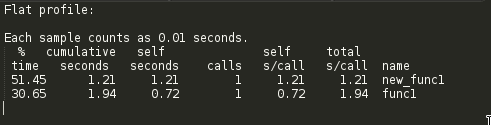 Flat profile:
Each sample counts as 0.01 seconds.
% cumulative self self total
time seconds seconds calls s/call s/call name
51.45 1.21 1.21 1 1.21 1.21 new_func1
30.65 1.94 0.72 1 0.72 1.94 func1